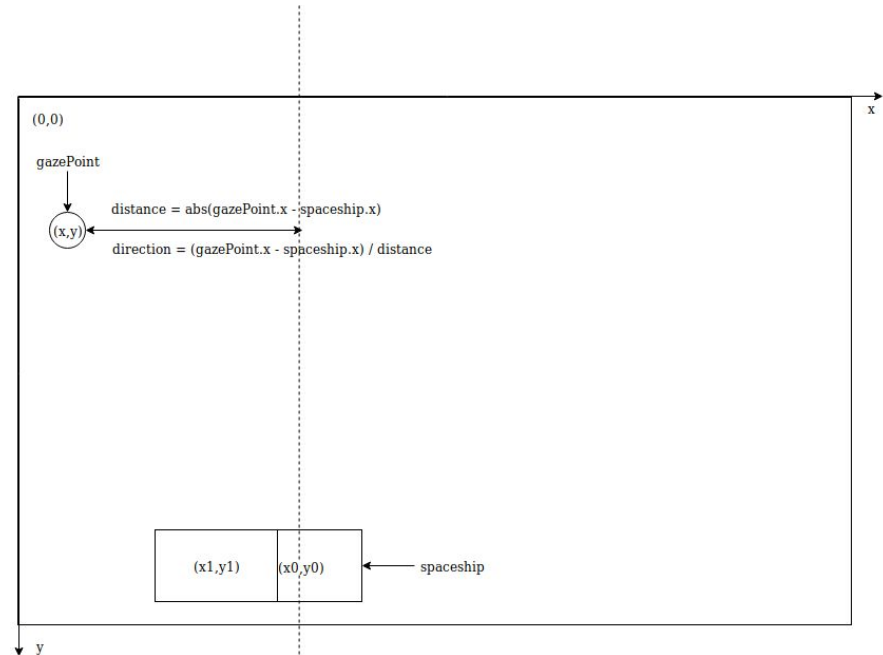 x
(0,0)
gazePoint
distance = abs(gazePoint.x - spaceship.x)
(x,y)
direction = (gazePoint.x - spaceship.x) / distance
(x1,y1)
(x0,y0)
spaceship
y